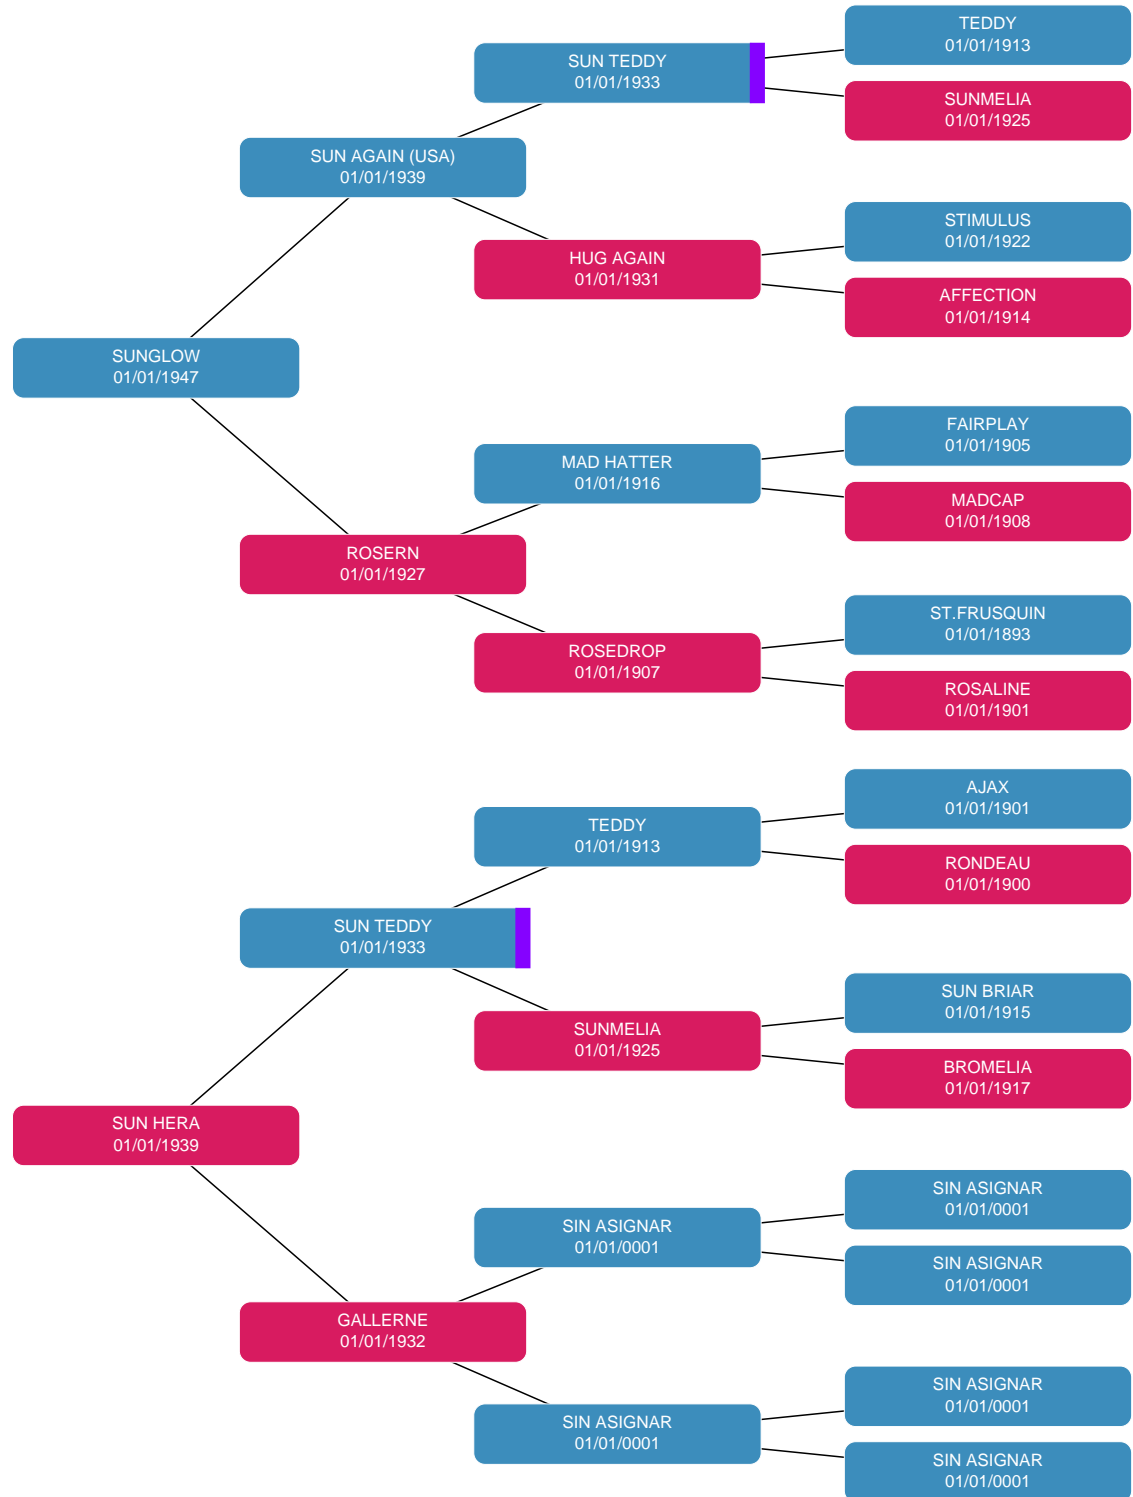 TEDDY
01/01/1913
SUN TEDDY
01/01/1933
SUNMELIA
01/01/1925
SUN AGAIN (USA)
01/01/1939
STIMULUS
01/01/1922
HUG AGAIN
01/01/1931
AFFECTION
01/01/1914
SUNGLOW
01/01/1947
FAIRPLAY
01/01/1905
MAD HATTER
01/01/1916
MADCAP
01/01/1908
ROSERN
01/01/1927
ST.FRUSQUIN
01/01/1893
ROSEDROP
01/01/1907
ROSALINE
01/01/1901
AJAX
01/01/1901
TEDDY
01/01/1913
RONDEAU
01/01/1900
SUN TEDDY
01/01/1933
SUN BRIAR
01/01/1915
SUNMELIA
01/01/1925
BROMELIA
01/01/1917
SUN HERA
01/01/1939
SIN ASIGNAR
01/01/0001
SIN ASIGNAR
01/01/0001
SIN ASIGNAR
01/01/0001
GALLERNE
01/01/1932
SIN ASIGNAR
01/01/0001
SIN ASIGNAR
01/01/0001
SIN ASIGNAR
01/01/0001